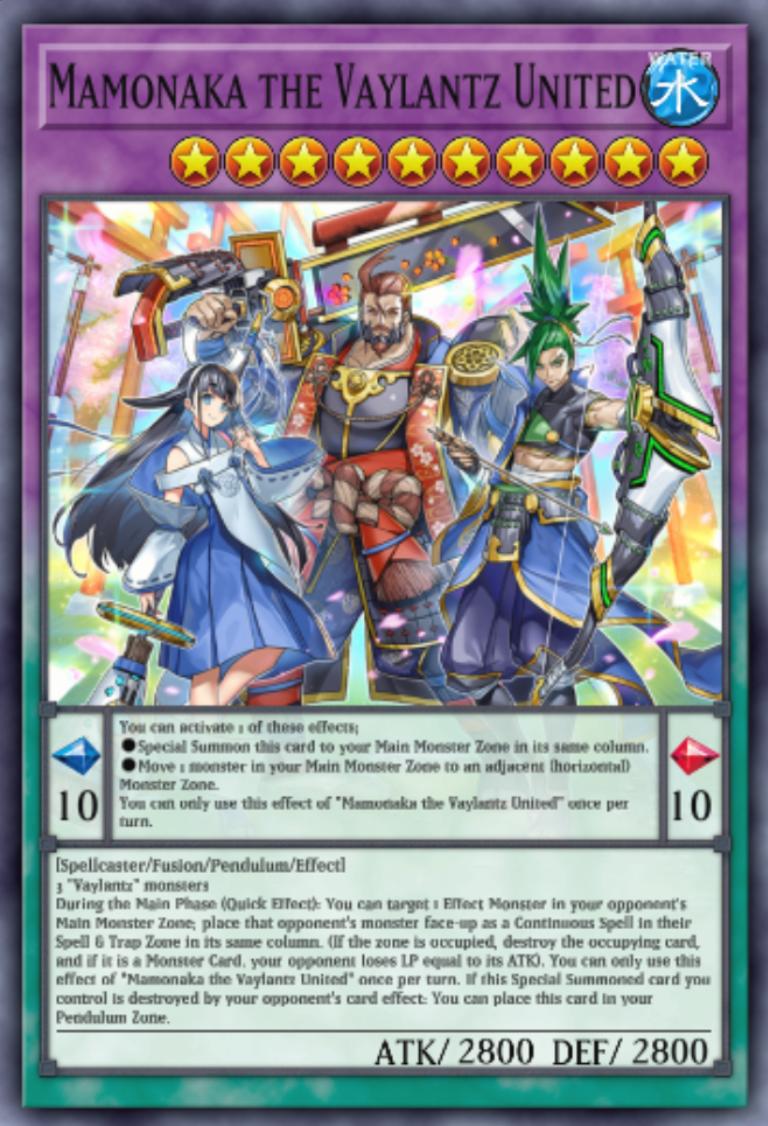 MAMONAKA THE VAYLANTZ UNITED
WATER
水
10
You can activate 1 of these effects;
●Special Summon this card to your Main Monster Zone in its same column.
●Move 1 monster in your Main Monster Zone to an adjacent (horizontal)
Monster Zone.
You can only use this effect of "Mamonaka the Vaylantz United" once per
turn.
10
[Spellcaster/Fusion/Pendulum/Effect]
3 "Vaylantz" monsters
During the Main Phase (Quick Effect): You can target 1 Effect Monster in your opponent's
Main Monster Zone; place that opponent's monster face-up as a Continuous Spell in their
Spell & Trap Zone in its same column. (If the zone is occupied, destroy the occupying card,
and if it is a Monster Card, your opponent loses LP equal to its ATK). You can only use this
effect of "Mamonaka the Vaylantz United" once per turn. If this Special Summoned card you
control is destroyed by your opponent's card effect: You can place this card in your
Pendulum Zone.
ATK/ 2800 DEF/ 2800